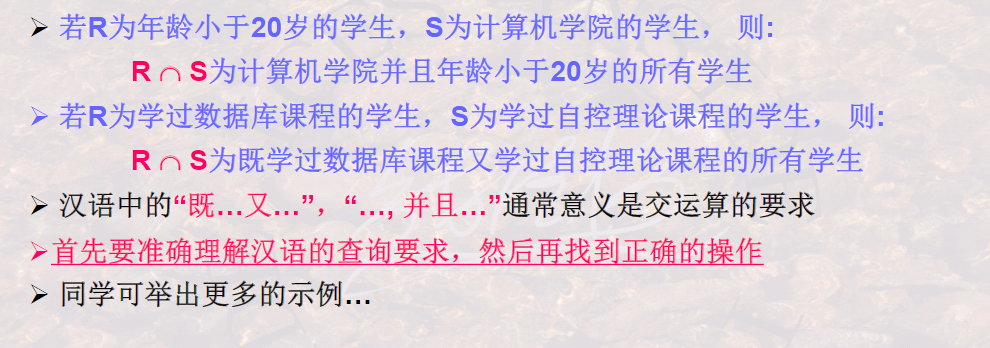 若R为年龄小于20岁的学生，S为计算机学院的学生， 则:
R ∩ S为计算机学院并且年龄小于20岁的所有学生
若R为学过数据库课程的学生，S为学过自控理论课程的学生， 则:
R ∩ S为既学过数据库课程又学过自控理论课程的所有学生
汉语中的“既…又…”，“…, 并且…”通常意义是交运算的要求
首先要准确理解汉语的查询要求，然后再找到正确的操作
同学可举出更多的示例…